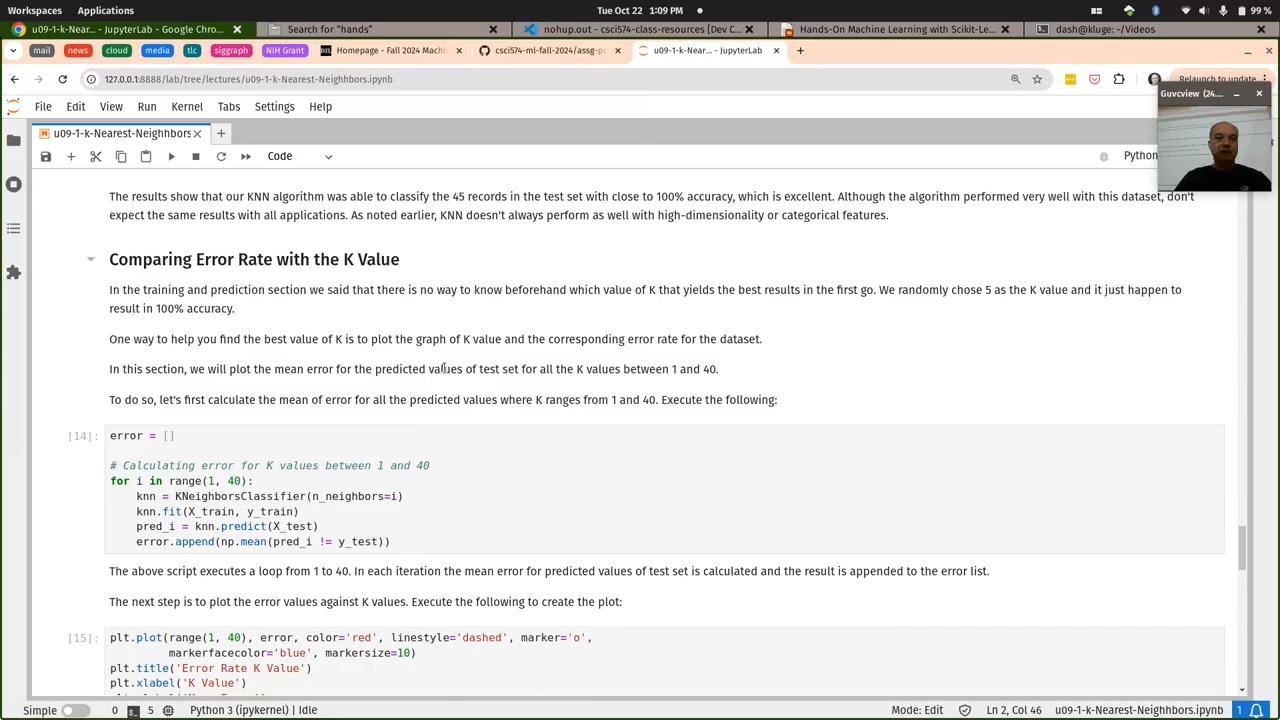 Workspaces Applications Tue Oct 22 1:09 PM 99 %
u09-1-k-Near... - JupyterLab - Google Chro... Search for "hands" nohup.out - csci574-class-resources [Dev C... Hands-On Machine Learning with Scikit-Le... dash@kluge: ~/Videos
mail news cloud media tlc siggraph NIH Grant Homepage - Fall 2024 Machi csci574-ml-fall-2024/assg-p u09-1-k-Near... - JupyterLab
127.0.0.1:8888/lab/tree/lectures/u09-1-k-Nearest-Neighhbors.ipynb Relaunch to update
Guvcview (24....
File Edit View Run Kernel Tabs Settings Help
u09-1-k-Nearest-Neighhbors
Code Python
The results show that our KNN algorithm was able to classify the 45 records in the test set with close to 100% accuracy, which is excellent. Although the algorithm performed very well with this dataset, don't
expect the same results with all applications. As noted earlier, KNN doesn't always perform as well with high-dimensionality or categorical features.
Comparing Error Rate with the K Value
In the training and prediction section we said that there is no way to know beforehand which value of K that yields the best results in the first go. We randomly chose 5 as the K value and it just happen to
result in 100% accuracy.
One way to help you find the best value of K is to plot the graph of K value and the corresponding error rate for the dataset.
In this section, we will plot the mean error for the predicted values of test set for all the K values between 1 and 40.
To do so, let's first calculate the mean of error for all the predicted values where K ranges from 1 and 40. Execute the following:
[14]: error = []
# Calculating error for K values between 1 and 40
for i in range(1, 40):
knn = KNeighborsClassifier(n_neighbors=i)
knn.fit(X_train, y_train)
pred_i = knn.predict(X_test)
error.append(np.mean(pred_i != y_test))
The above script executes a loop from 1 to 40. In each iteration the mean error for predicted values of test set is calculated and the result is appended to the error list.
The next step is to plot the error values against K values. Execute the following to create the plot:
[15]: plt.plot(range(1, 40), error, color='red', linestyle='dashed', marker='o',
markerfacecolor='blue', markersize=10)
plt.title('Error Rate K Value')
plt.xlabel('K Value')
Simple 0 5 Python 3 (ipykernel) | Idle Mode: Edit Ln 2, Col 46 u09-1-k-Nearest-Neighhbors.ipynb 1